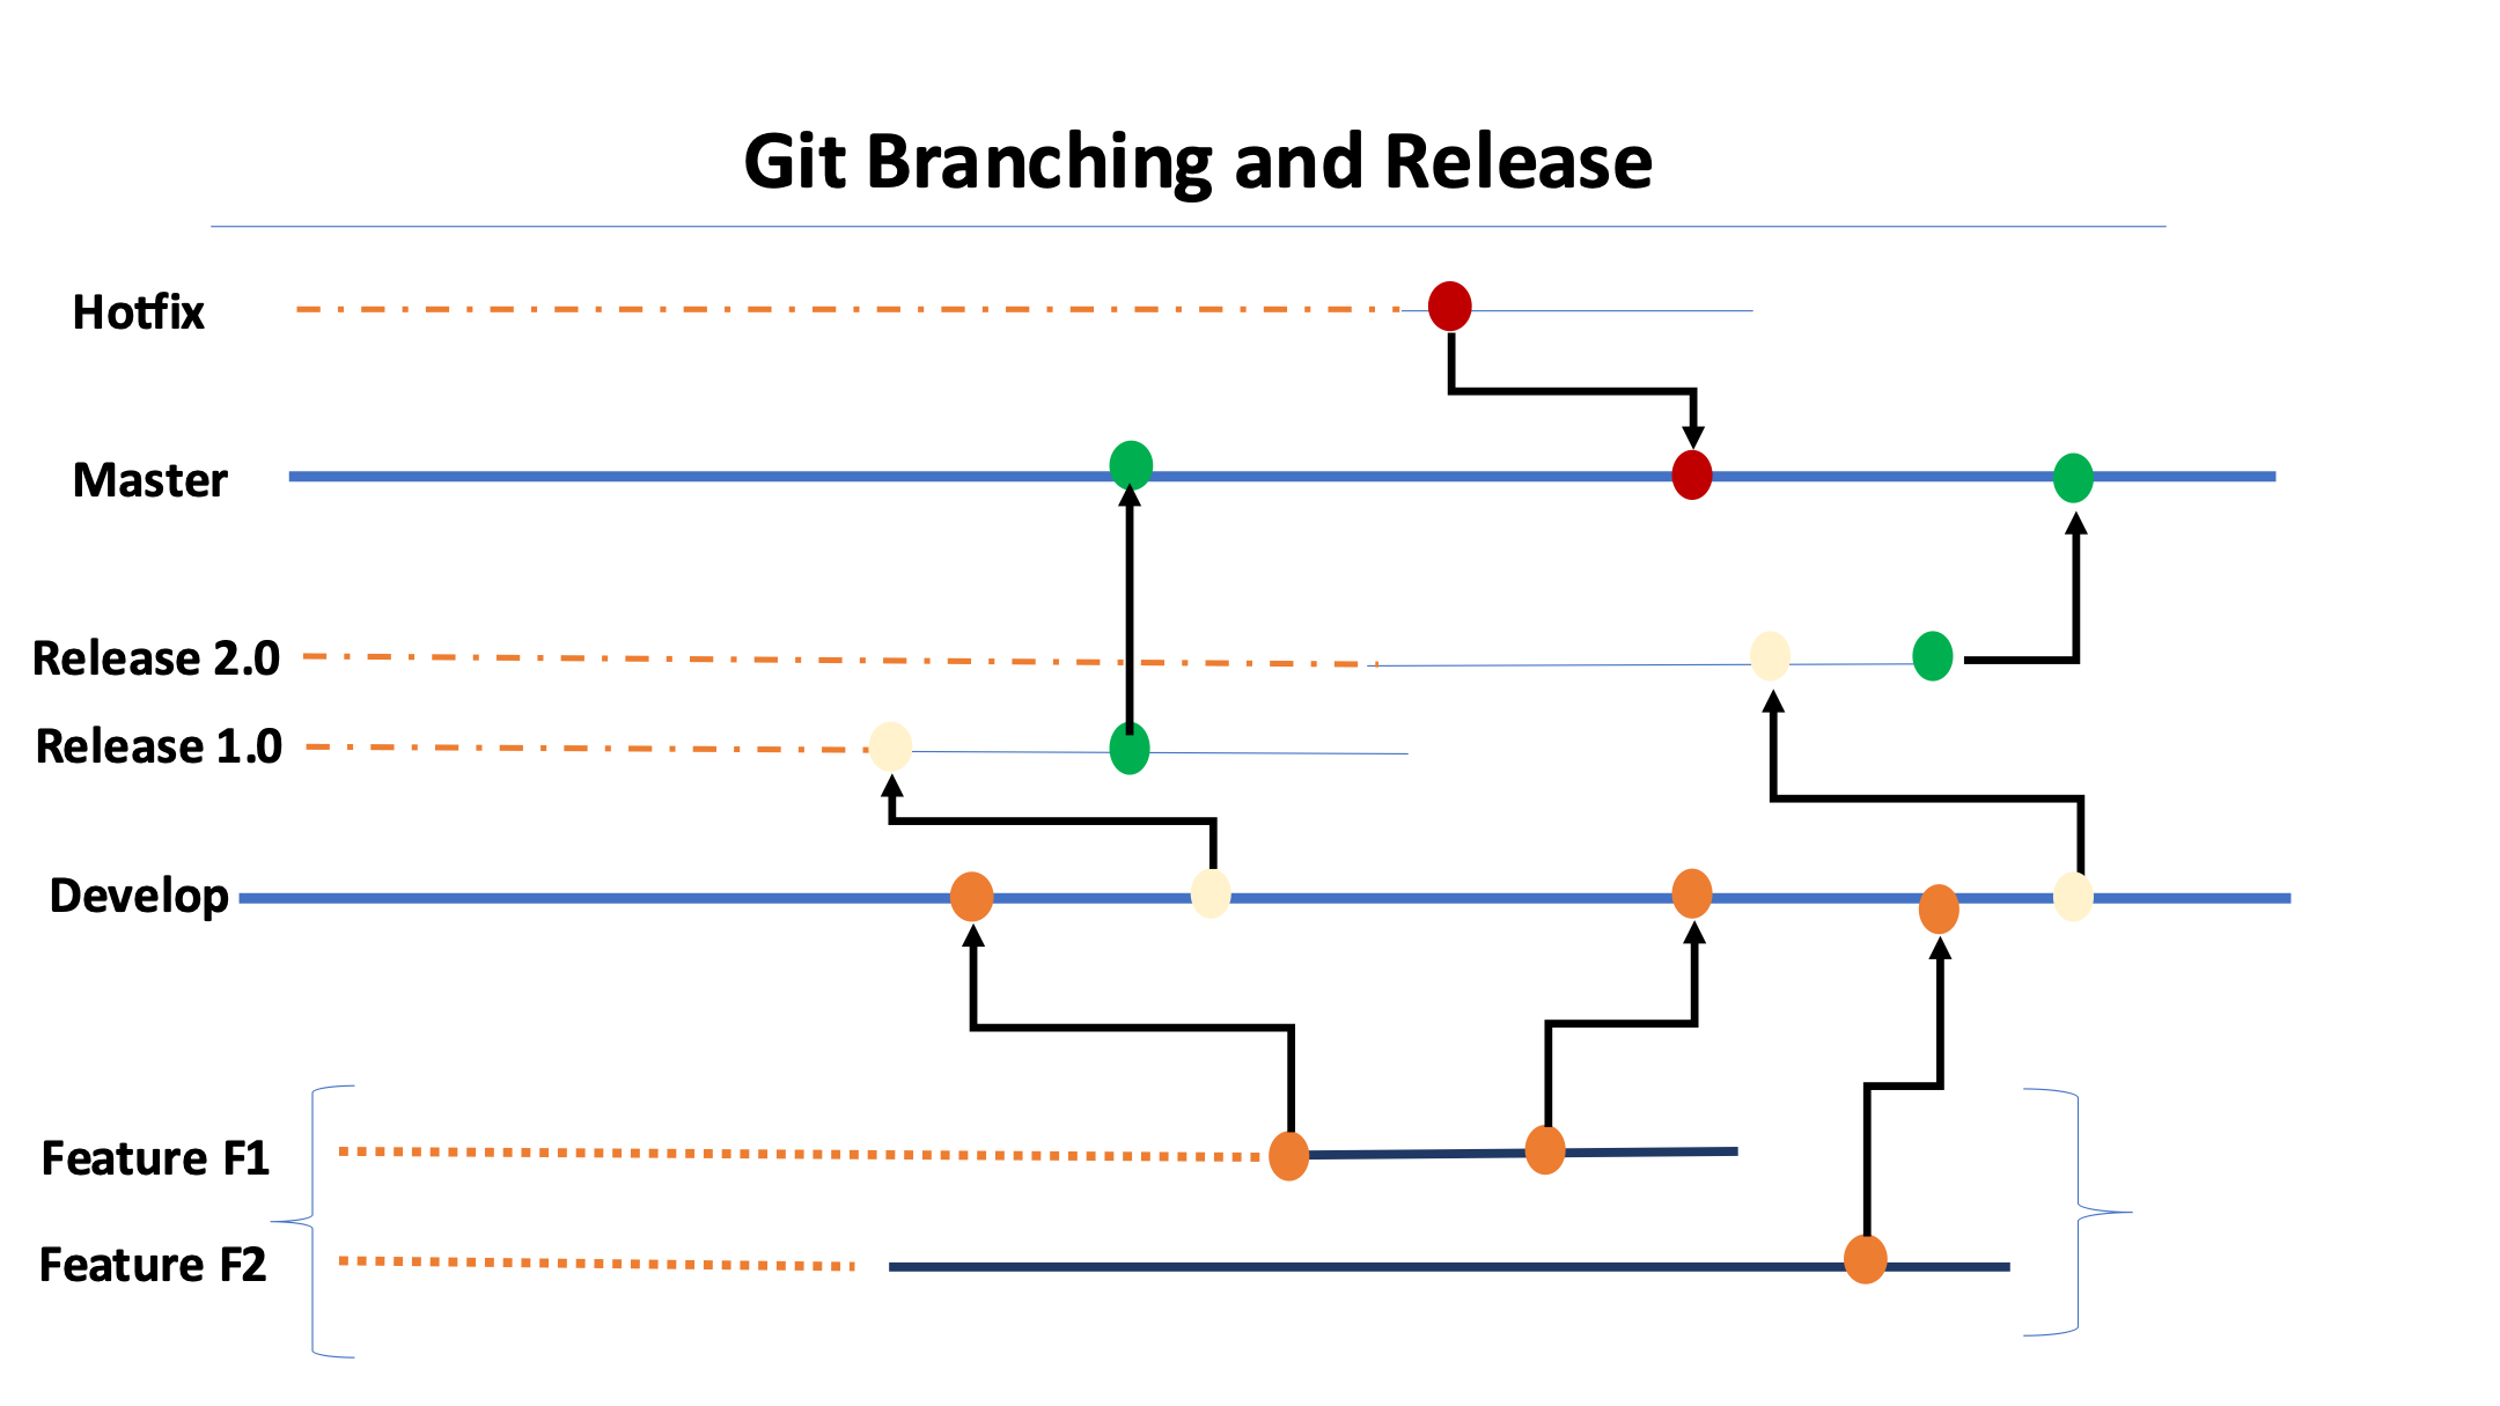 Git Branching and Release
Hotfix
Master
Release 2.0
Release 1.0
Develop
Feature F1
Feature F2